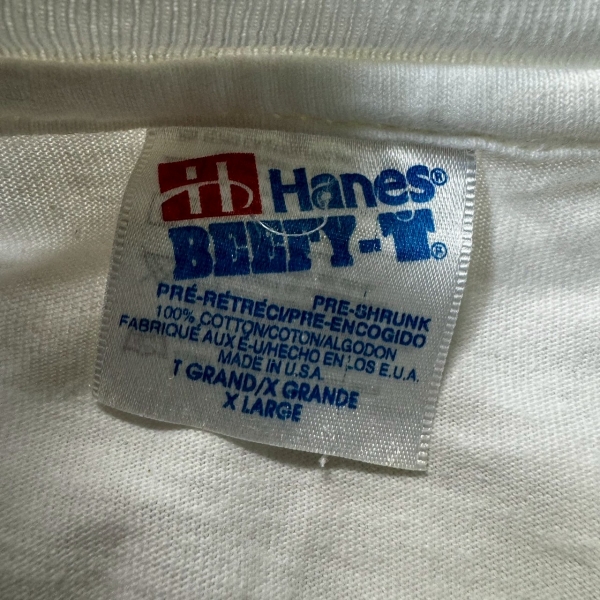 Hanes®
BEEFY-T®
PRE-SHRUNK
PRÉ-RÉTRÉCI/PRE-ENCOGIDO
100% COTTON/COTON/ALGODON
FABRIQUÉ AUX É-U/HECHO EN LOS E.U.A.
MADE IN U.S.A.
T GRAND/X GRANDE
X LARGE